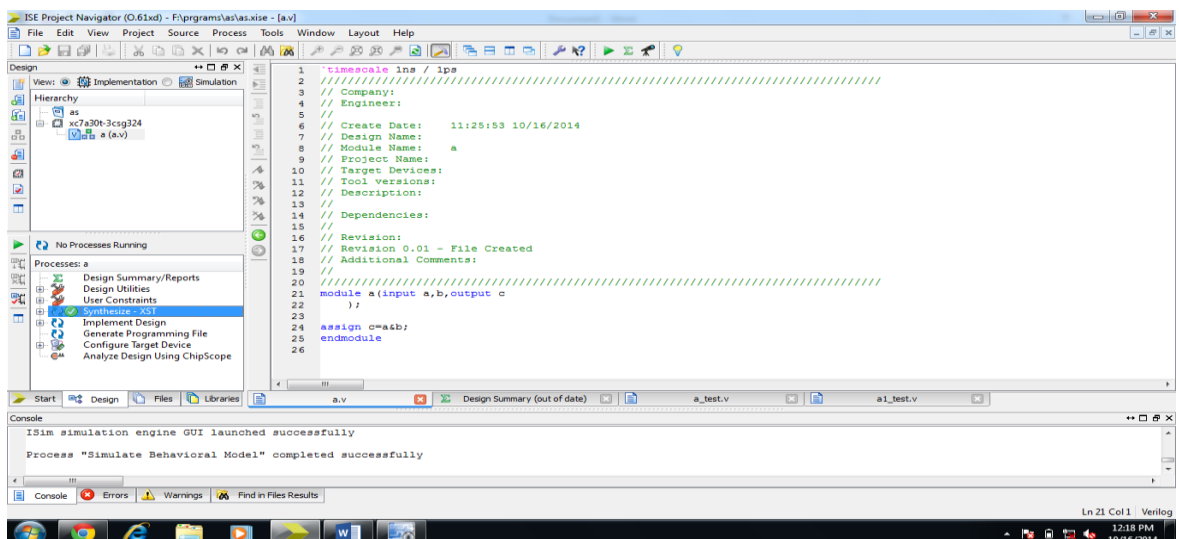 ISE Project Navigator (O.61xd) - F:\prgrams\as\as.xise - [a.v]
File Edit View Project Source Process Tools Window Layout Help
Design
View: Implementation Simulation
Hierarchy
as
xc7a30t-3csg324
a (a.v)
No Processes Running
Processes: a
Design Summary/Reports
Design Utilities
User Constraints
Synthesize - XST
Implement Design
Generate Programming File
Configure Target Device
Analyze Design Using ChipScope
Start Design Files Libraries
1 `timescale 1ns / 1ps
2 //////////////////////////////////////////////////////////////////////////////////
3 // Company:
4 // Engineer:
5 //
6 // Create Date: 11:25:53 10/16/2014
7 // Design Name:
8 // Module Name: a
9 // Project Name:
10 // Target Devices:
11 // Tool versions:
12 // Description:
13 //
14 // Dependencies:
15 //
16 // Revision:
17 // Revision 0.01 - File Created
18 // Additional Comments:
19 //
20 //////////////////////////////////////////////////////////////////////////////////
21 module a(input a,b,output c
22 );
23
24 assign c=a&b;
25 endmodule
26
a.v Design Summary (out of date) a_test.v a1_test.v
Console
ISim simulation engine GUI launched successfully
Process "Simulate Behavioral Model" completed successfully
Console Errors Warnings Find in Files Results
Ln 21 Col 1 Verilog
12:18 PM
10/16/2014